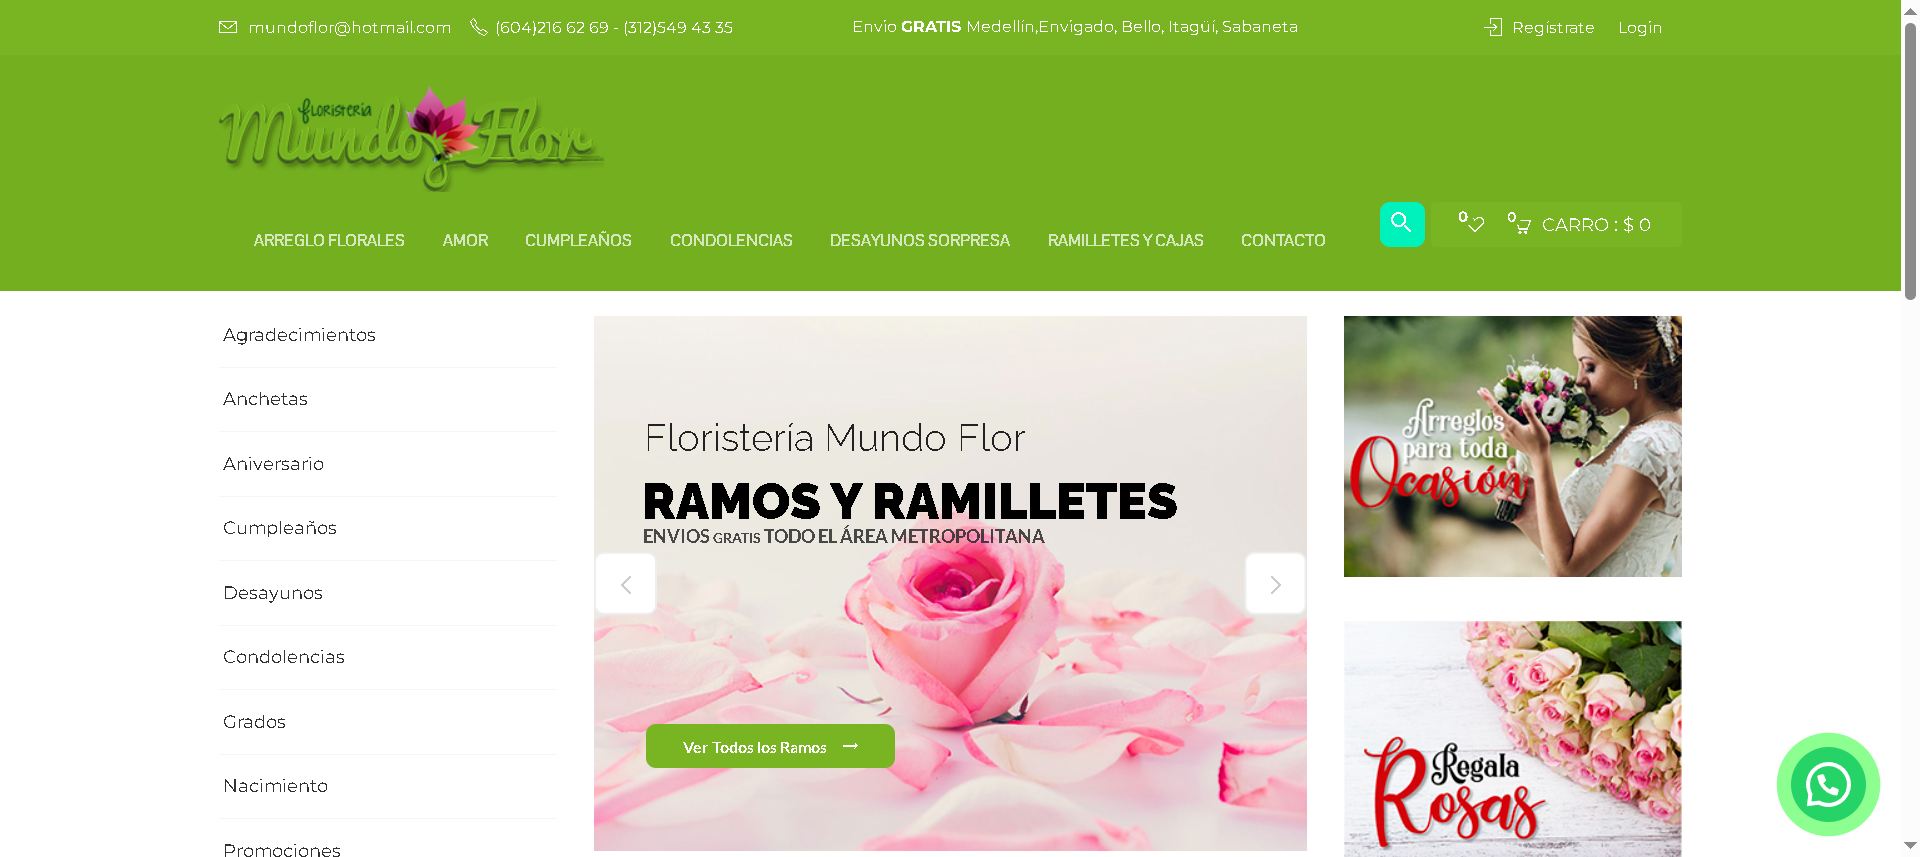 mundoflor@hotmail.com
(604)216 62 69 - (312)549 43 35
Envio GRATIS Medellín,Envigado, Bello, Itagüí, Sabaneta
Regístrate
Login
Floristería
Mundo Flor
ARREGLO FLORALES
AMOR
CUMPLEAÑOS
CONDOLENCIAS
DESAYUNOS SORPRESA
RAMILLETES Y CAJAS
CONTACTO
0
0
CARRO : $ 0
Agradecimientos
Anchetas
Aniversario
Cumpleaños
Desayunos
Condolencias
Grados
Nacimiento
Promociones
Floristería Mundo Flor
RAMOS Y RAMILLETES
ENVIOS GRATIS TODO EL ÁREA METROPOLITANA
Ver Todos los Ramos
Arreglos
para toda
Ocasión
Regala
Rosas